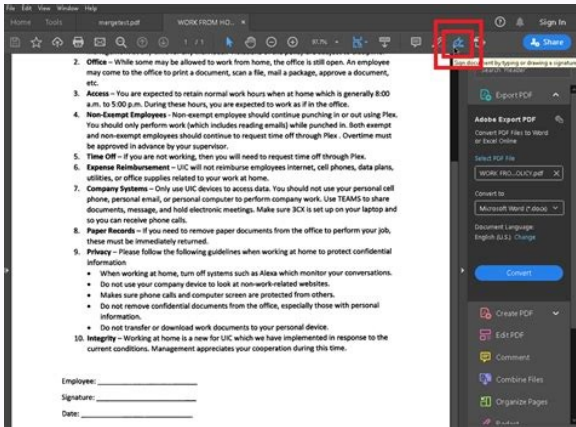 File Edit View Window Help
Home Tools mergetext.pdf WORK FROM HO... × Sign In
1 / 1 Share
Sign document by typing or drawing a signature
2. Office – While some may be allowed to work from home, the office is still open. An employee
may come to the office to print a document, scan a file, mail a package, approve a document,
etc.
3. Access – You are expected to retain normal work hours when at home which is generally 8:00
a.m. to 5:00 p.m. During these hours, you are expected to work as if in the office.
4. Non-Exempt Employees - Non-exempt employee should continue punching in or out using Plex.
You should only perform work (which includes reading emails) while punched in. Both exempt
and non-exempt employees should continue to request time off through Plex . Overtime must
be approved in advance by your supervisor.
5. Time Off – If you are not working, then you will need to request time off through Plex.
6. Expense Reimbursement – UIC will not reimburse employees internet, cell phones, data plans,
utilities, or office supplies related to your work at home.
7. Company Systems – Only use UIC devices to access data. You should not use your personal cell
phone, personal email, or personal computer to perform company work. Use TEAMS to share
documents, message, and hold electronic meetings. Make sure 3CX is set up on your laptop and
so you can receive phone calls.
8. Paper Records – If you need to remove paper documents from the office to perform your job,
these must be immediately returned.
9. Privacy – Please follow the following guidelines when working at home to protect confidential
information
• When working at home, turn off systems such as Alexa which monitor your conversations.
• Do not use your company device to look at non-work-related websites.
• Makes sure phone calls and computer screen are protected from others.
• Do not remove confidential documents from the office, especially those with personal
information.
• Do not transfer or download work documents to your personal device.
10. Integrity – Working at home is a new for UIC which we have implemented in response to the
current conditions. Management appreciates your cooperation during this time.
Employee:
Signature:
Date:
Export PDF
Adobe Export PDF
Convert PDF Files to Word
or Excel Online
Select PDF File
WORK FRO...OLICY.pdf ×
Convert to
Microsoft Word (*.docx)
Document Language:
English (U.S.) Change
Convert
Create PDF
Edit PDF
Comment
Combine Files
Organize Pages
Redact